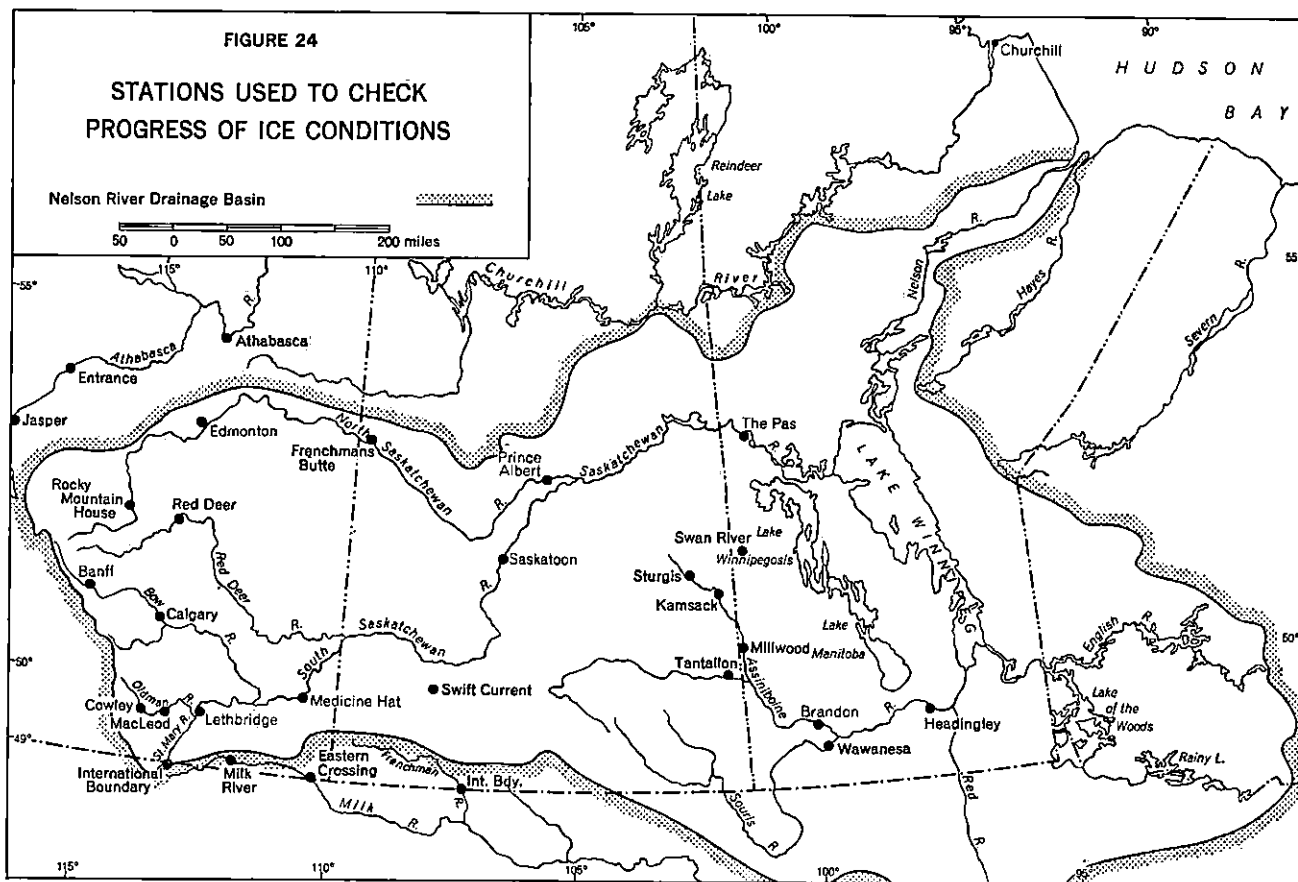 FIGURE 24
STATIONS USED TO CHECK
PROGRESS OF ICE CONDITIONS
Nelson River Drainage Basin
50 0 50 100 200 miles
105°
100°
95°
90°
Churchill
HUDSON
BAY
Reindeer
Lake
115°
110°
55°
55°
Churchill
River
Nelson
R.
Hayes
R.
Severn
R.
R.
Athabasca
Athabasca
Entrance
Jasper
Edmonton
North
Saskatchewan
R.
Frenchmans
Butte
Prince
Albert
Saskatchewan
R.
The Pas
LAKE WINNIPEG
Rocky
Mountain
House
Red Deer
Red Deer
R.
Swan River
Lake
Winnipegosis
Saskatoon
Sturgis
Kamsack
Banff
Bow
R.
Calgary
South
Saskatchewan
R.
Millwood
Lake
Manitoba
Tantallon
Assiniboine
R.
English
R.
50°
50°
Oldman
R.
Cowley
MacLeod
St. Mary R.
Lethbridge
Medicine Hat
Swift Current
Brandon
Headingley
Wawanesa
Lake
of the
Woods
Rainy L.
49°
International
Boundary
Milk
River
Eastern
Crossing
Frenchman
R.
Int. Bdy.
Milk
R.
Souris
R.
Red
R.
115°
110°
105°
100°
95°